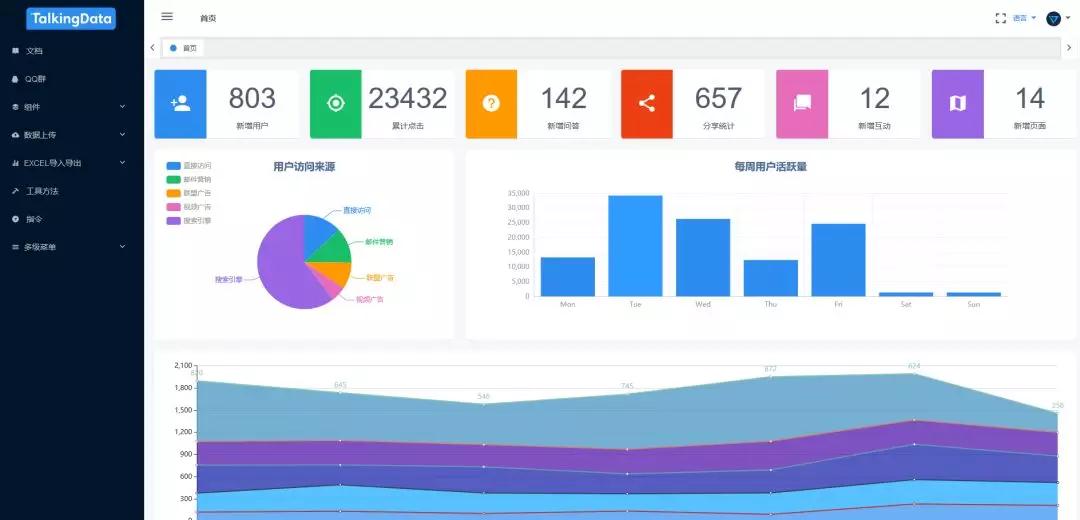 TalkingData
首页
语言
文档
QQ群
组件
数据上传
EXCEL导入导出
工具方法
指令
多级菜单
首页
803
新增用户
23432
累计点击
142
新增问答
657
分享统计
12
新增互动
14
新增页面
用户访问来源
直接访问
邮件营销
联盟广告
视频广告
搜索引擎
直接访问
邮件营销
联盟广告
视频广告
搜索引擎
每周用户活跃量
35,000
30,000
25,000
20,000
15,000
10,000
5,000
0
Mon
Tue
Wed
Thu
Fri
Sat
Sun
2,100
1,800
1,500
1,200
900
600
300
0
820
645
546
745
872
624
258